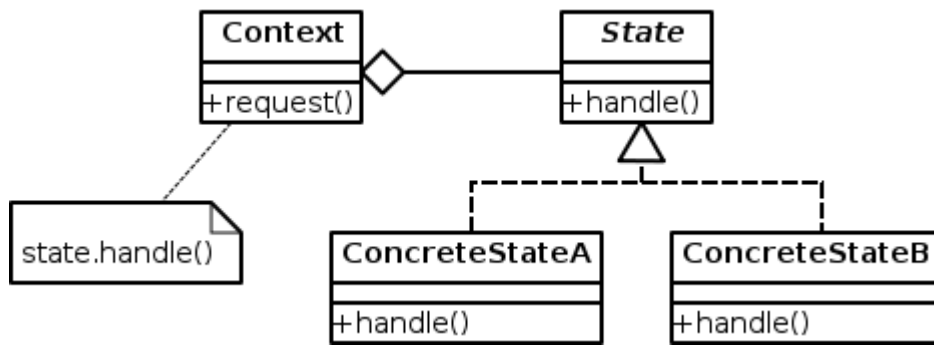 Context
+request()
State
+handle()
state.handle()
ConcreteStateA
+handle()
ConcreteStateB
+handle()